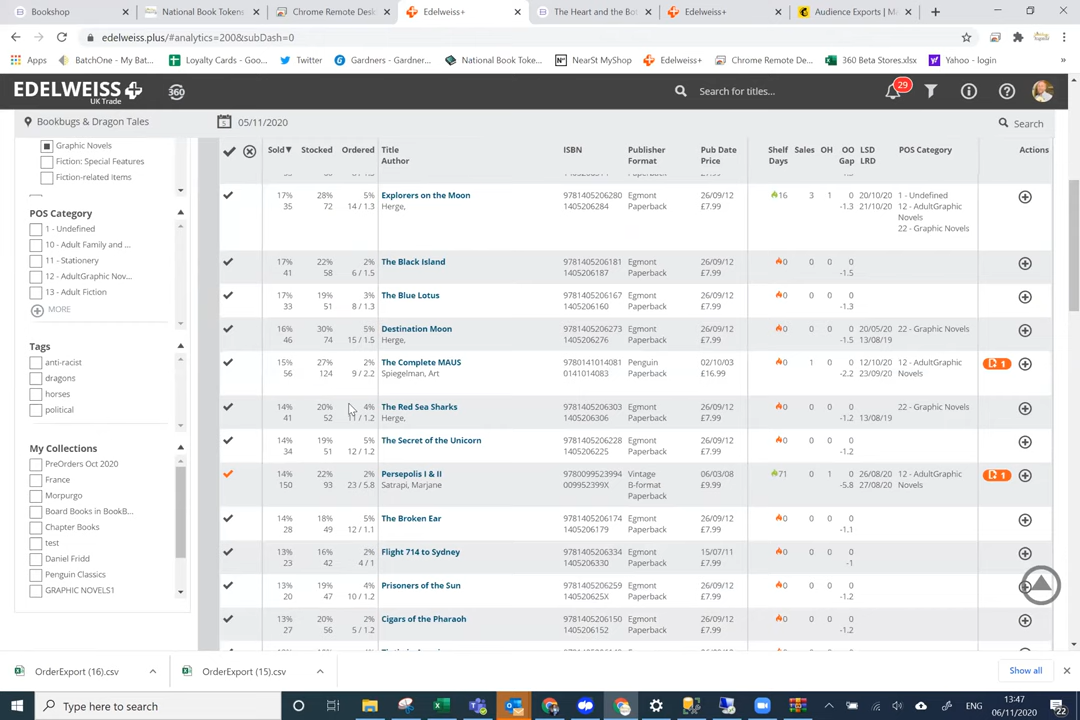 Bookshop
National Book Tokens
Chrome Remote Desk
Edelweiss+
The Heart and the Bot
Edelweiss+
Audience Exports | M
edelweiss.plus/#analytics=200&subDash=0
Apps
BatchOne - My Bat...
Loyalty Cards - Goo...
Twitter
Gardners - Gardner...
National Book Toke...
NearSt MyShop
Edelweiss+
Chrome Remote De...
360 Beta Stores.xlsx
Yahoo - login
EDELWEISS
UK Trade
360
Search for titles...
29
Bookbugs & Dragon Tales
05/11/2020
Search
Graphic Novels
Fiction: Special Features
Fiction-related Items
POS Category
1 - Undefined
10 - Adult Family and ...
11 - Stationery
12 - AdultGraphic Nov...
13 - Adult Fiction
MORE
Tags
anti-racist
dragons
horses
political
My Collections
PreOrders Oct 2020
France
Morpurgo
Board Books in BookB...
Chapter Books
test
Daniel Fridd
Penguin Classics
GRAPHIC NOVELS1
Sold Stocked Ordered Title Author ISBN Publisher Format Pub Date Price Shelf Days Sales OH OO Gap LSD LRD POS Category Actions
17% 28% 5% Explorers on the Moon 9781405206280 Egmont 26/09/12 16 3 1 0 20/10/20 1 - Undefined
35 72 14 / 1.3 Herge, 1405206284 Paperback £7.99 -1.3 21/10/20 12 - AdultGraphic
Novels
22 - Graphic Novels
17% 22% 2% The Black Island 9781405206181 Egmont 26/09/12 0 0 0 0
41 58 6 / 1.5 1405206187 Paperback £7.99 -1.5
17% 19% 3% The Blue Lotus 9781405206167 Egmont 26/09/12 0 0 0 0
33 51 8 / 1.3 1405206160 Paperback £7.99 -1.3
16% 30% 5% Destination Moon 9781405206273 Egmont 26/09/12 0 0 0 0 20/05/20 22 - Graphic Novels
46 74 15 / 1.5 Herge, 1405206276 Paperback £7.99 -1.5 13/08/19
15% 27% 2% The Complete MAUS 9780141014081 Penguin 02/10/03 0 1 0 0 12/10/20 12 - AdultGraphic 1
56 124 9 / 2.2 Spiegelman, Art 0141014083 Paperback £16.99 -2.2 23/09/20 Novels
14% 20% 4% The Red Sea Sharks 9781405206303 Egmont 26/09/12 0 0 0 0 22 - Graphic Novels
41 52 11 / 1.2 Herge, 1405206306 Paperback £7.99 -1.2 13/08/19
14% 19% 5% The Secret of the Unicorn 9781405206228 Egmont 26/09/12 0 0 0 0
34 51 12 / 1.2 1405206225 Paperback £7.99 -1.2
14% 22% 2% Persepolis I & II 9780099523994 Vintage 06/03/08 71 0 1 0 26/08/20 12 - AdultGraphic 1
150 93 23 / 5.8 Satrapi, Marjane 009952399X B-format £9.99 -5.8 27/08/20 Novels
Paperback
14% 18% 5% The Broken Ear 9781405206174 Egmont 26/09/12 0 0 0 0
28 49 12 / 1.1 1405206179 Paperback £7.99 -1.1
13% 16% 2% Flight 714 to Sydney 9781405206334 Egmont 15/07/11 0 0 0 0
23 42 4 / 1 1405206330 Paperback £7.99 -1
13% 19% 4% Prisoners of the Sun 9781405206259 Egmont 26/09/12 0 0 0 0
20 47 10 / 1.2 140520625X Paperback £7.99 -1.2
13% 20% 2% Cigars of the Pharaoh 9781405206150 Egmont 26/09/12 0 0 0 0
27 56 5 / 1.2 1405206152 Paperback £7.99 -1.2
OrderExport (16).csv
OrderExport (15).csv
Show all
Type here to search
ENG
13:47
06/11/2020
22